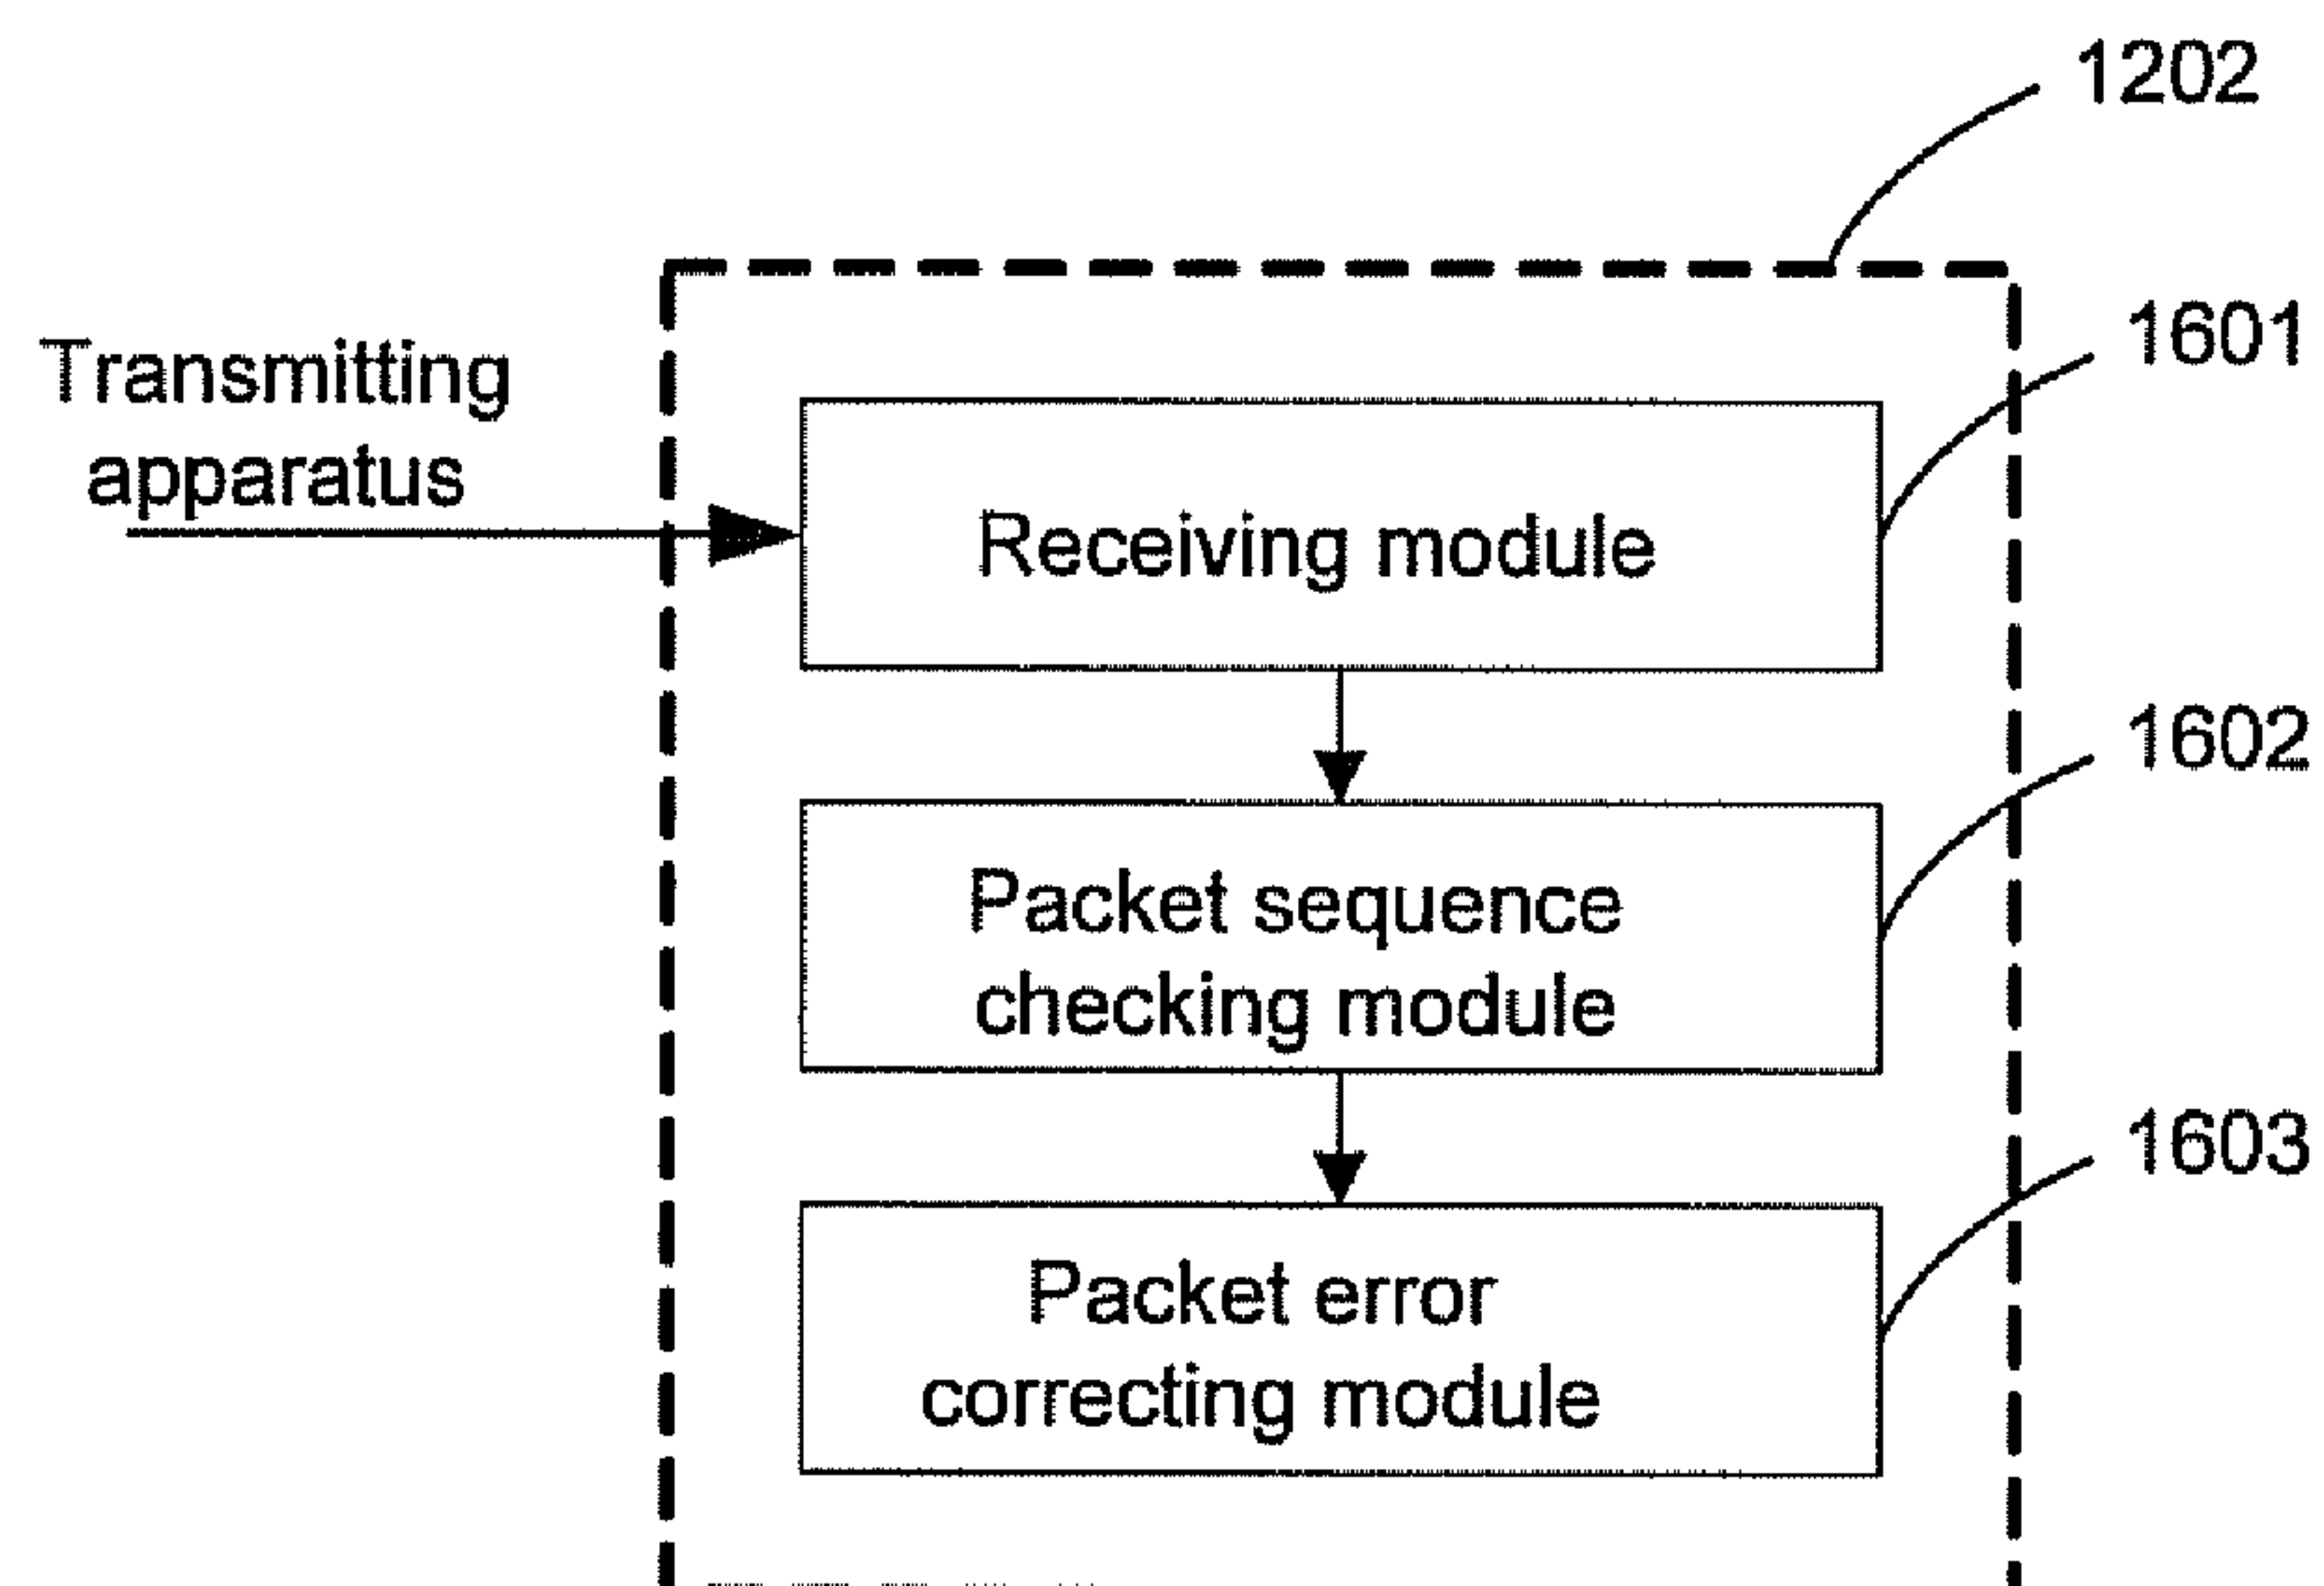 1202
1601
Transmitting
apparatus
Receiving module
1602
Packet sequence
checking module
1603
Packet error
correcting module